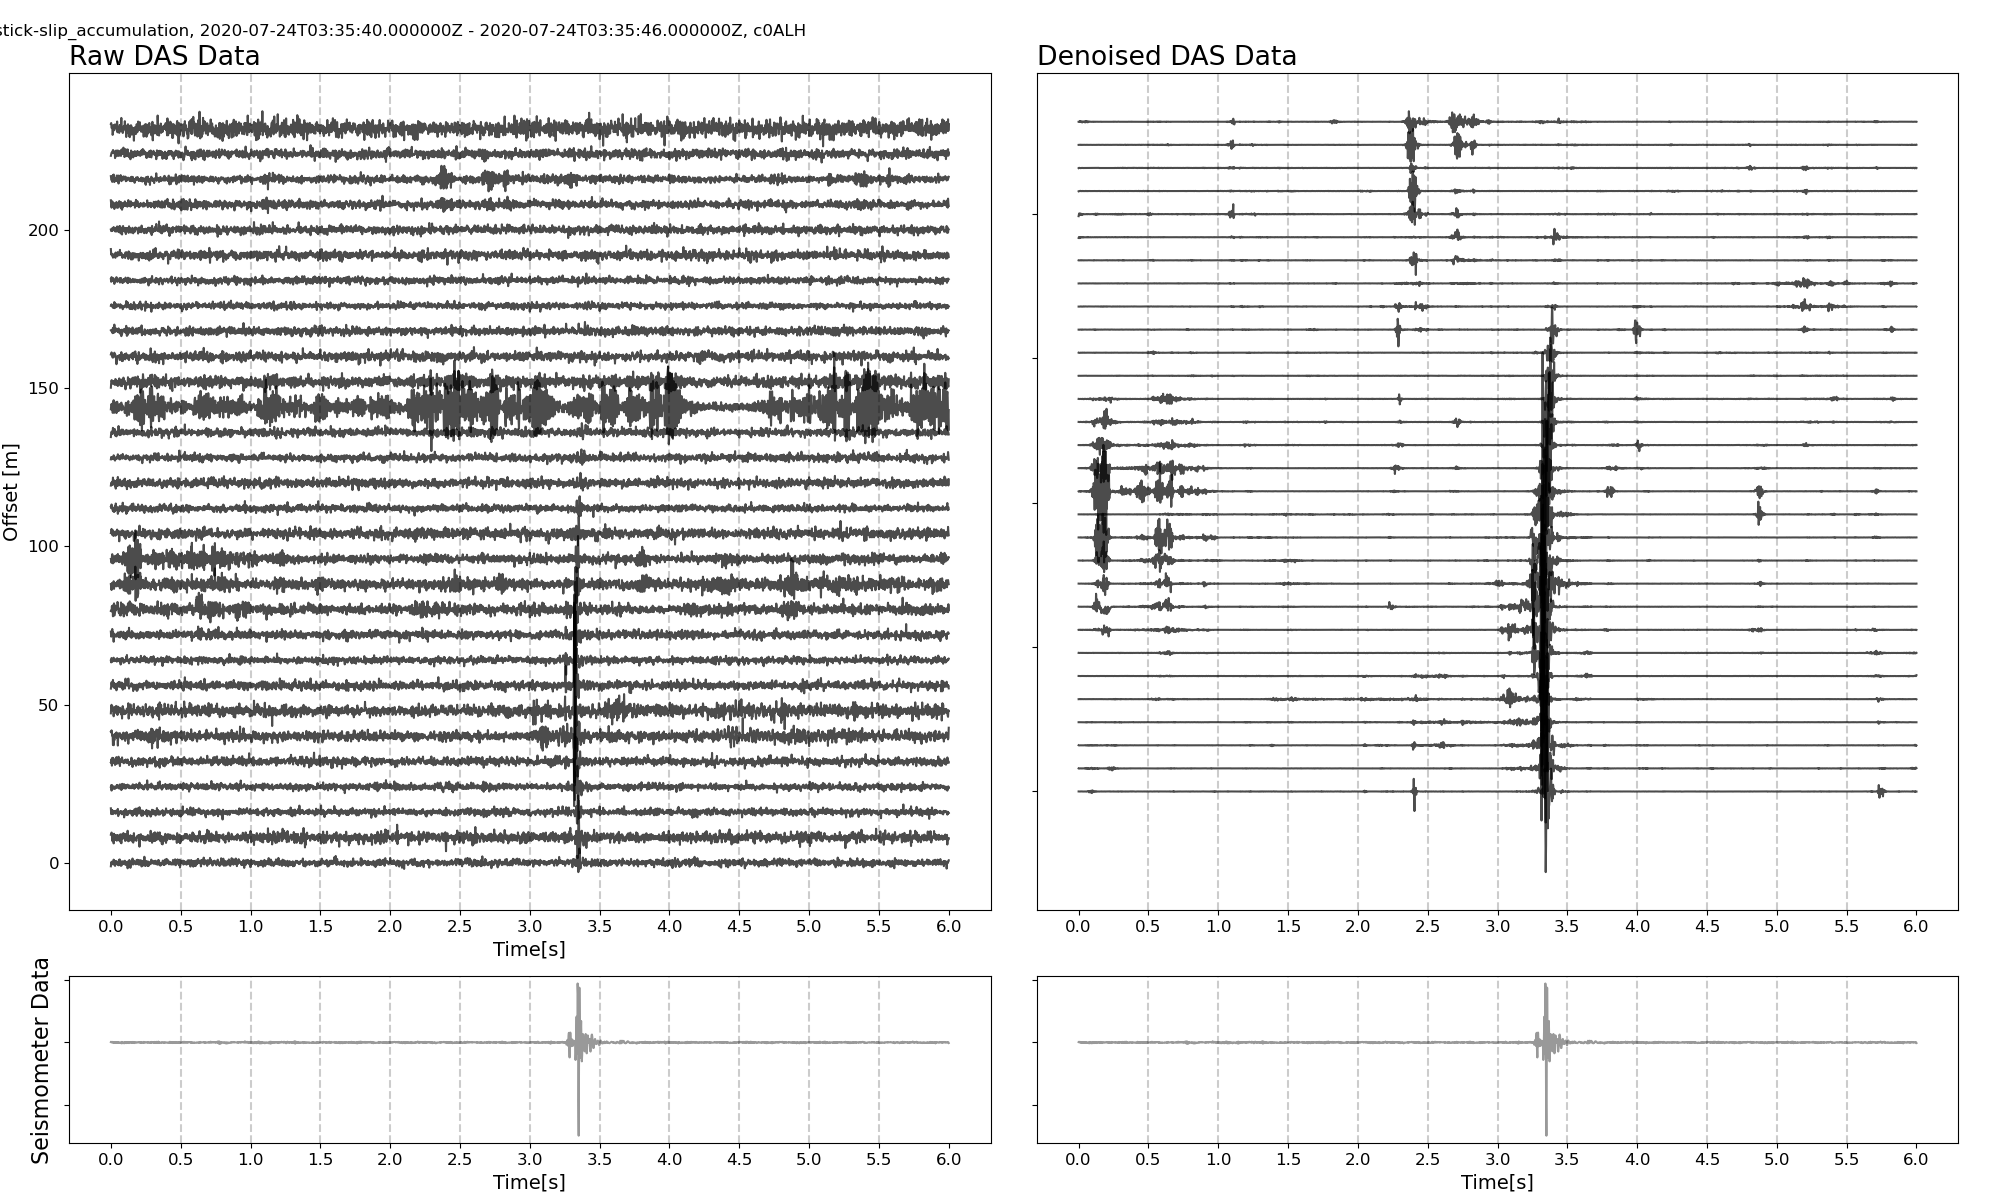 stick-slip_accumulation, 2020-07-24T03:35:40.000000Z - 2020-07-24T03:35:46.000000Z, c0ALH
Raw DAS Data
Denoised DAS Data
Offset [m]
200
150
100
50
0
0.0 0.5 1.0 1.5 2.0 2.5 3.0 3.5 4.0 4.5 5.0 5.5 6.0
Time[s]
0.0 0.5 1.0 1.5 2.0 2.5 3.0 3.5 4.0 4.5 5.0 5.5 6.0
Seismometer Data
0.0 0.5 1.0 1.5 2.0 2.5 3.0 3.5 4.0 4.5 5.0 5.5 6.0
Time[s]
0.0 0.5 1.0 1.5 2.0 2.5 3.0 3.5 4.0 4.5 5.0 5.5 6.0
Time[s]